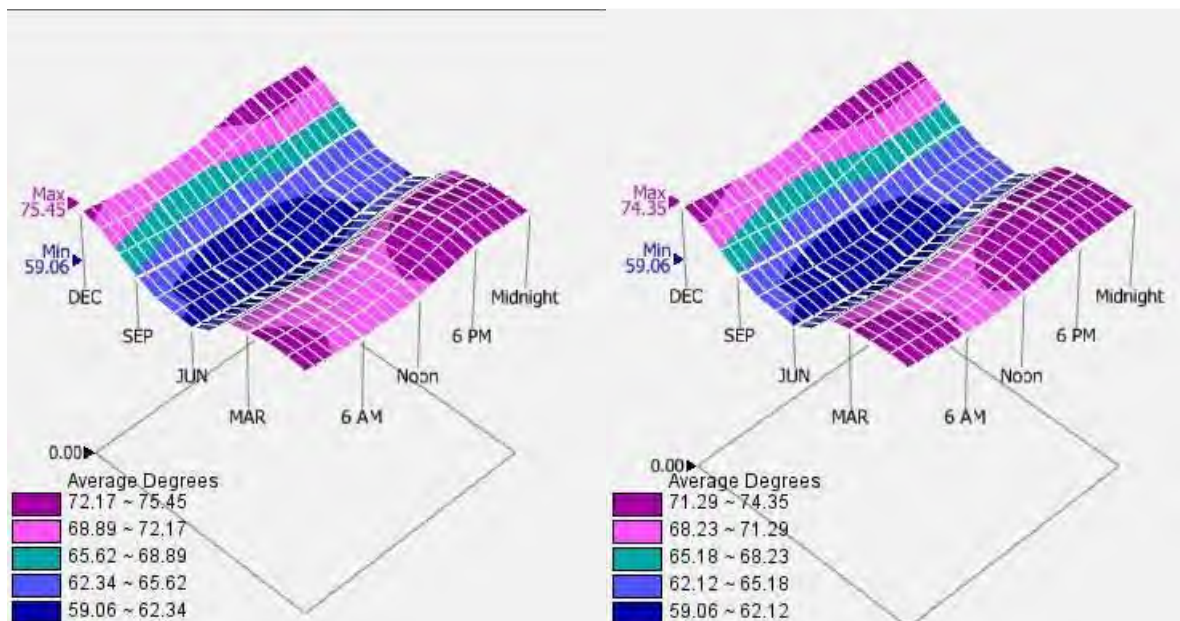 Max
75.45
Min
59.06
DEC
SEP
JUN
MAR
6 AM
Noon
6 PM
Midnight
0.00
Average Degrees
72.17 ~ 75.45
68.89 ~ 72.17
65.62 ~ 68.89
62.34 ~ 65.62
59.06 ~ 62.34
Max
74.35
Min
59.06
DEC
SEP
JUN
MAR
6 AM
Noon
6 PM
Midnight
0.00
Average Degrees
71.29 ~ 74.35
68.23 ~ 71.29
65.18 ~ 68.23
62.12 ~ 65.18
59.06 ~ 62.12